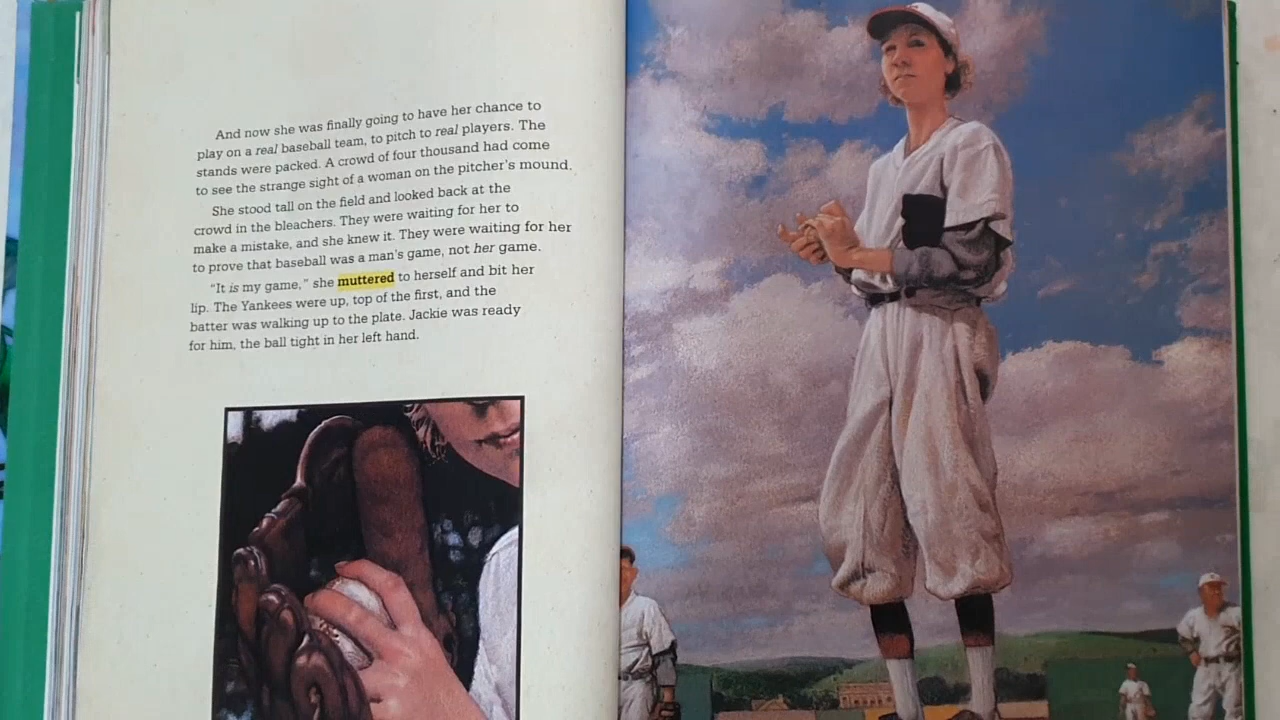 And now she was finally going to have her chance to
play on a real baseball team, to pitch to real players. The
stands were packed. A crowd of four thousand had come
to see the strange sight of a woman on the pitcher's mound.
She stood tall on the field and looked back at the
crowd in the bleachers. They were waiting for her to
make a mistake, and she knew it. They were waiting for her
to prove that baseball was a man's game, not her game.
"It is my game," she muttered to herself and bit her
lip. The Yankees were up, top of the first, and the
batter was walking up to the plate. Jackie was ready
for him, the ball tight in her left hand.